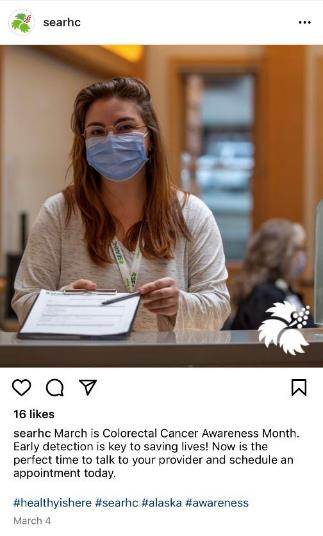 searhc
16 likes
searhc March is Colorectal Cancer Awareness Month.
Early detection is key to saving lives! Now is the
perfect time to talk to your provider and schedule an
appointment today.
#healthyishere #searhc #alaska #awareness
March 4